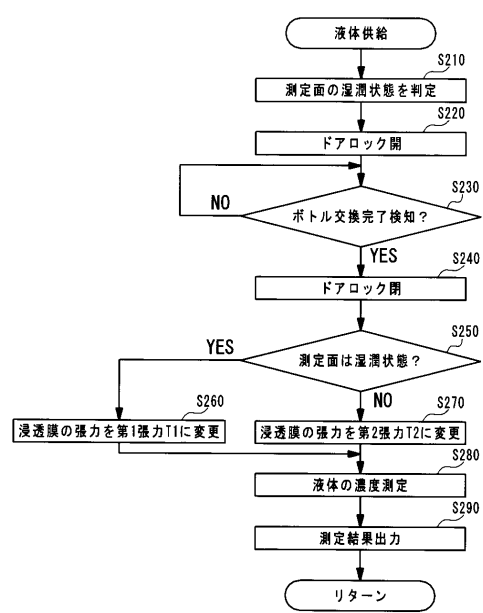 液体供給
S210
測定面の湿潤状態を判定
S220
ドアロック開
S230
ボトル交換完了検知？
NO
YES
S240
ドアロック閉
S250
測定面は湿潤状態？
YES
NO
S260
浸透膜の張力を第1張力T1に変更
S270
浸透膜の張力を第2張力T2に変更
S280
液体の濃度測定
S290
測定結果出力
リターン